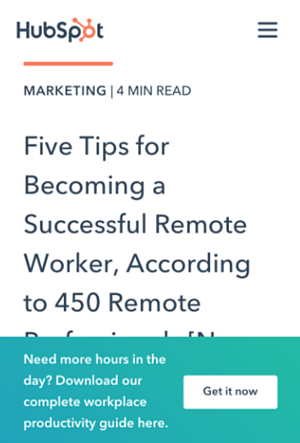 HubSpot
MARKETING | 4 MIN READ
Five Tips for
Becoming a
Successful Remote
Worker, According
to 450 Remote
Need more hours in the
day? Download our
complete workplace
productivity guide here.
Get it now